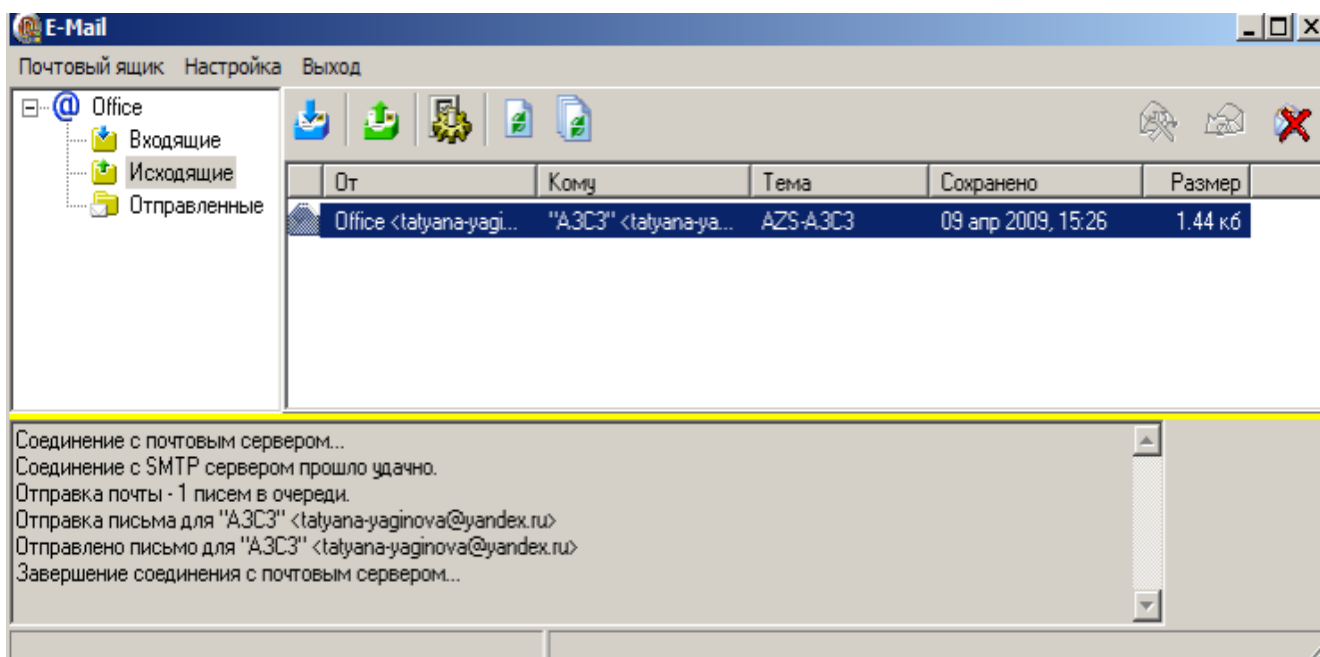 E-Mail
Почтовый ящик Настройка Выход
Office
Входящие
Исходящие
Отправленные
От Кому Тема Сохранено Размер
Office <tatyana-yagi... "АЗС3" <tatyana-ya... AZS-АЗС3 09 апр 2009, 15:26 1.44 кб
Соединение с почтовым сервером...
Соединение с SMTP сервером прошло удачно.
Отправка почты - 1 писем в очереди.
Отправка письма для "АЗС3" <tatyana-yaginova@yandex.ru>
Отправлено письмо для "АЗС3" <tatyana-yaginova@yandex.ru>
Завершение соединения с почтовым сервером...